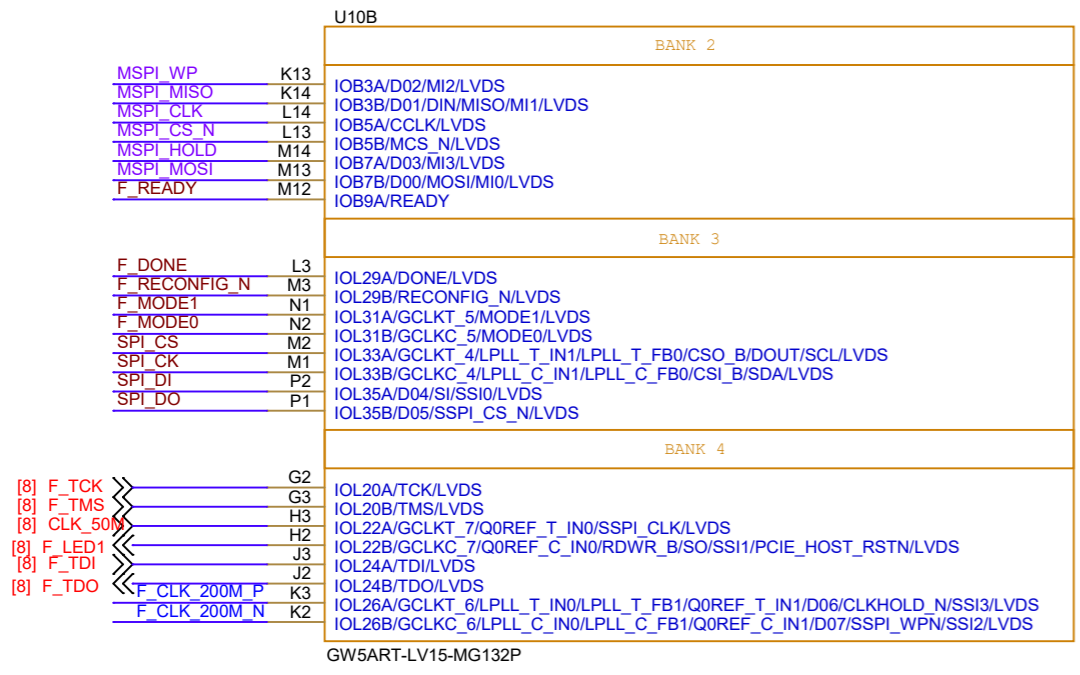 U10B
BANK 2
MSPI_WP K13 IOB3A/D02/MI2/LVDS
MSPI_MISO K14 IOB3B/D01/DIN/MISO/MI1/LVDS
MSPI_CLK L14 IOB5A/CCLK/LVDS
MSPI_CS_N L13 IOB5B/MCS_N/LVDS
MSPI_HOLD M14 IOB7A/D03/MI3/LVDS
MSPI_MOSI M13 IOB7B/D00/MOSI/MI0/LVDS
F_READY M12 IOB9A/READY
BANK 3
F_DONE L3 IOL29A/DONE/LVDS
F_RECONFIG_N M3 IOL29B/RECONFIG_N/LVDS
F_MODE1 N1 IOL31A/GCLKT_5/MODE1/LVDS
F_MODE0 N2 IOL31B/GCLKC_5/MODE0/LVDS
SPI_CS M2 IOL33A/GCLKT_4/LPLL_T_IN1/LPLL_T_FB0/CSO_B/DOUT/SCL/LVDS
SPI_CK M1 IOL33B/GCLKC_4/LPLL_C_IN1/LPLL_C_FB0/CSI_B/SDA/LVDS
SPI_DI P2 IOL35A/D04/SI/SSI0/LVDS
SPI_DO P1 IOL35B/D05/SSPI_CS_N/LVDS
BANK 4
[8] F_TCK G2 IOL20A/TCK/LVDS
[8] F_TMS G3 IOL20B/TMS/LVDS
[8] CLK_50M H3 IOL22A/GCLKT_7/Q0REF_T_IN0/SSPI_CLK/LVDS
[8] F_LED1 H2 IOL22B/GCLKC_7/Q0REF_C_IN0/RDWR_B/SO/SSI1/PCIE_HOST_RSTN/LVDS
[8] F_TDI J3 IOL24A/TDI/LVDS
[8] F_TDO J2 IOL24B/TDO/LVDS
F_CLK_200M_P K3 IOL26A/GCLKT_6/LPLL_T_IN0/LPLL_T_FB1/Q0REF_T_IN1/D06/CLKHOLD_N/SSI3/LVDS
F_CLK_200M_N K2 IOL26B/GCLKC_6/LPLL_C_IN0/LPLL_C_FB1/Q0REF_C_IN1/D07/SSPI_WPN/SSI2/LVDS
GW5ART-LV15-MG132P